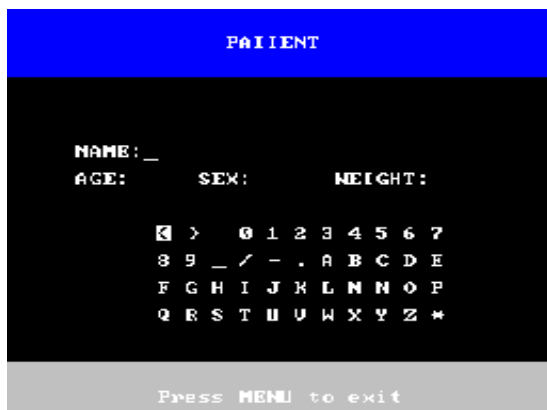 PATIENT
NAME:_
AGE: SEX: WEIGHT:
< > 0 1 2 3 4 5 6 7
8 9 _ / - . A B C D E
F G H I J K L M N O P
Q R S T U V W X Y Z *
Press MENU to exit